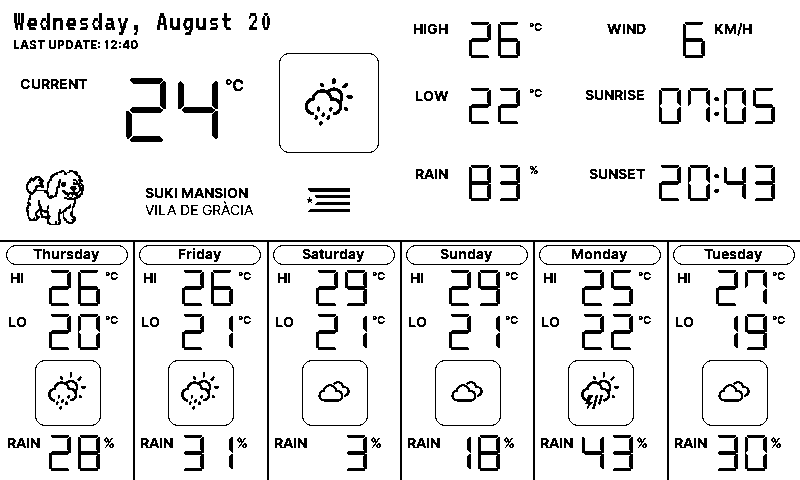 Wednesday, August 20
LAST UPDATE: 12:40
CURRENT 24 °C
SUKI MANSION
VILA DE GRÀCIA
HIGH 26 °C
LOW 22 °C
RAIN 83 %
WIND 6 KM/H
SUNRISE 07:05
SUNSET 20:43
Thursday
HI 26 °C
LO 20 °C
RAIN 28 %
Friday
HI 26 °C
LO 21 °C
RAIN 31 %
Saturday
HI 29 °C
LO 21 °C
RAIN 3 %
Sunday
HI 29 °C
LO 21 °C
RAIN 18 %
Monday
HI 25 °C
LO 22 °C
RAIN 43 %
Tuesday
HI 27 °C
LO 19 °C
RAIN 30 %